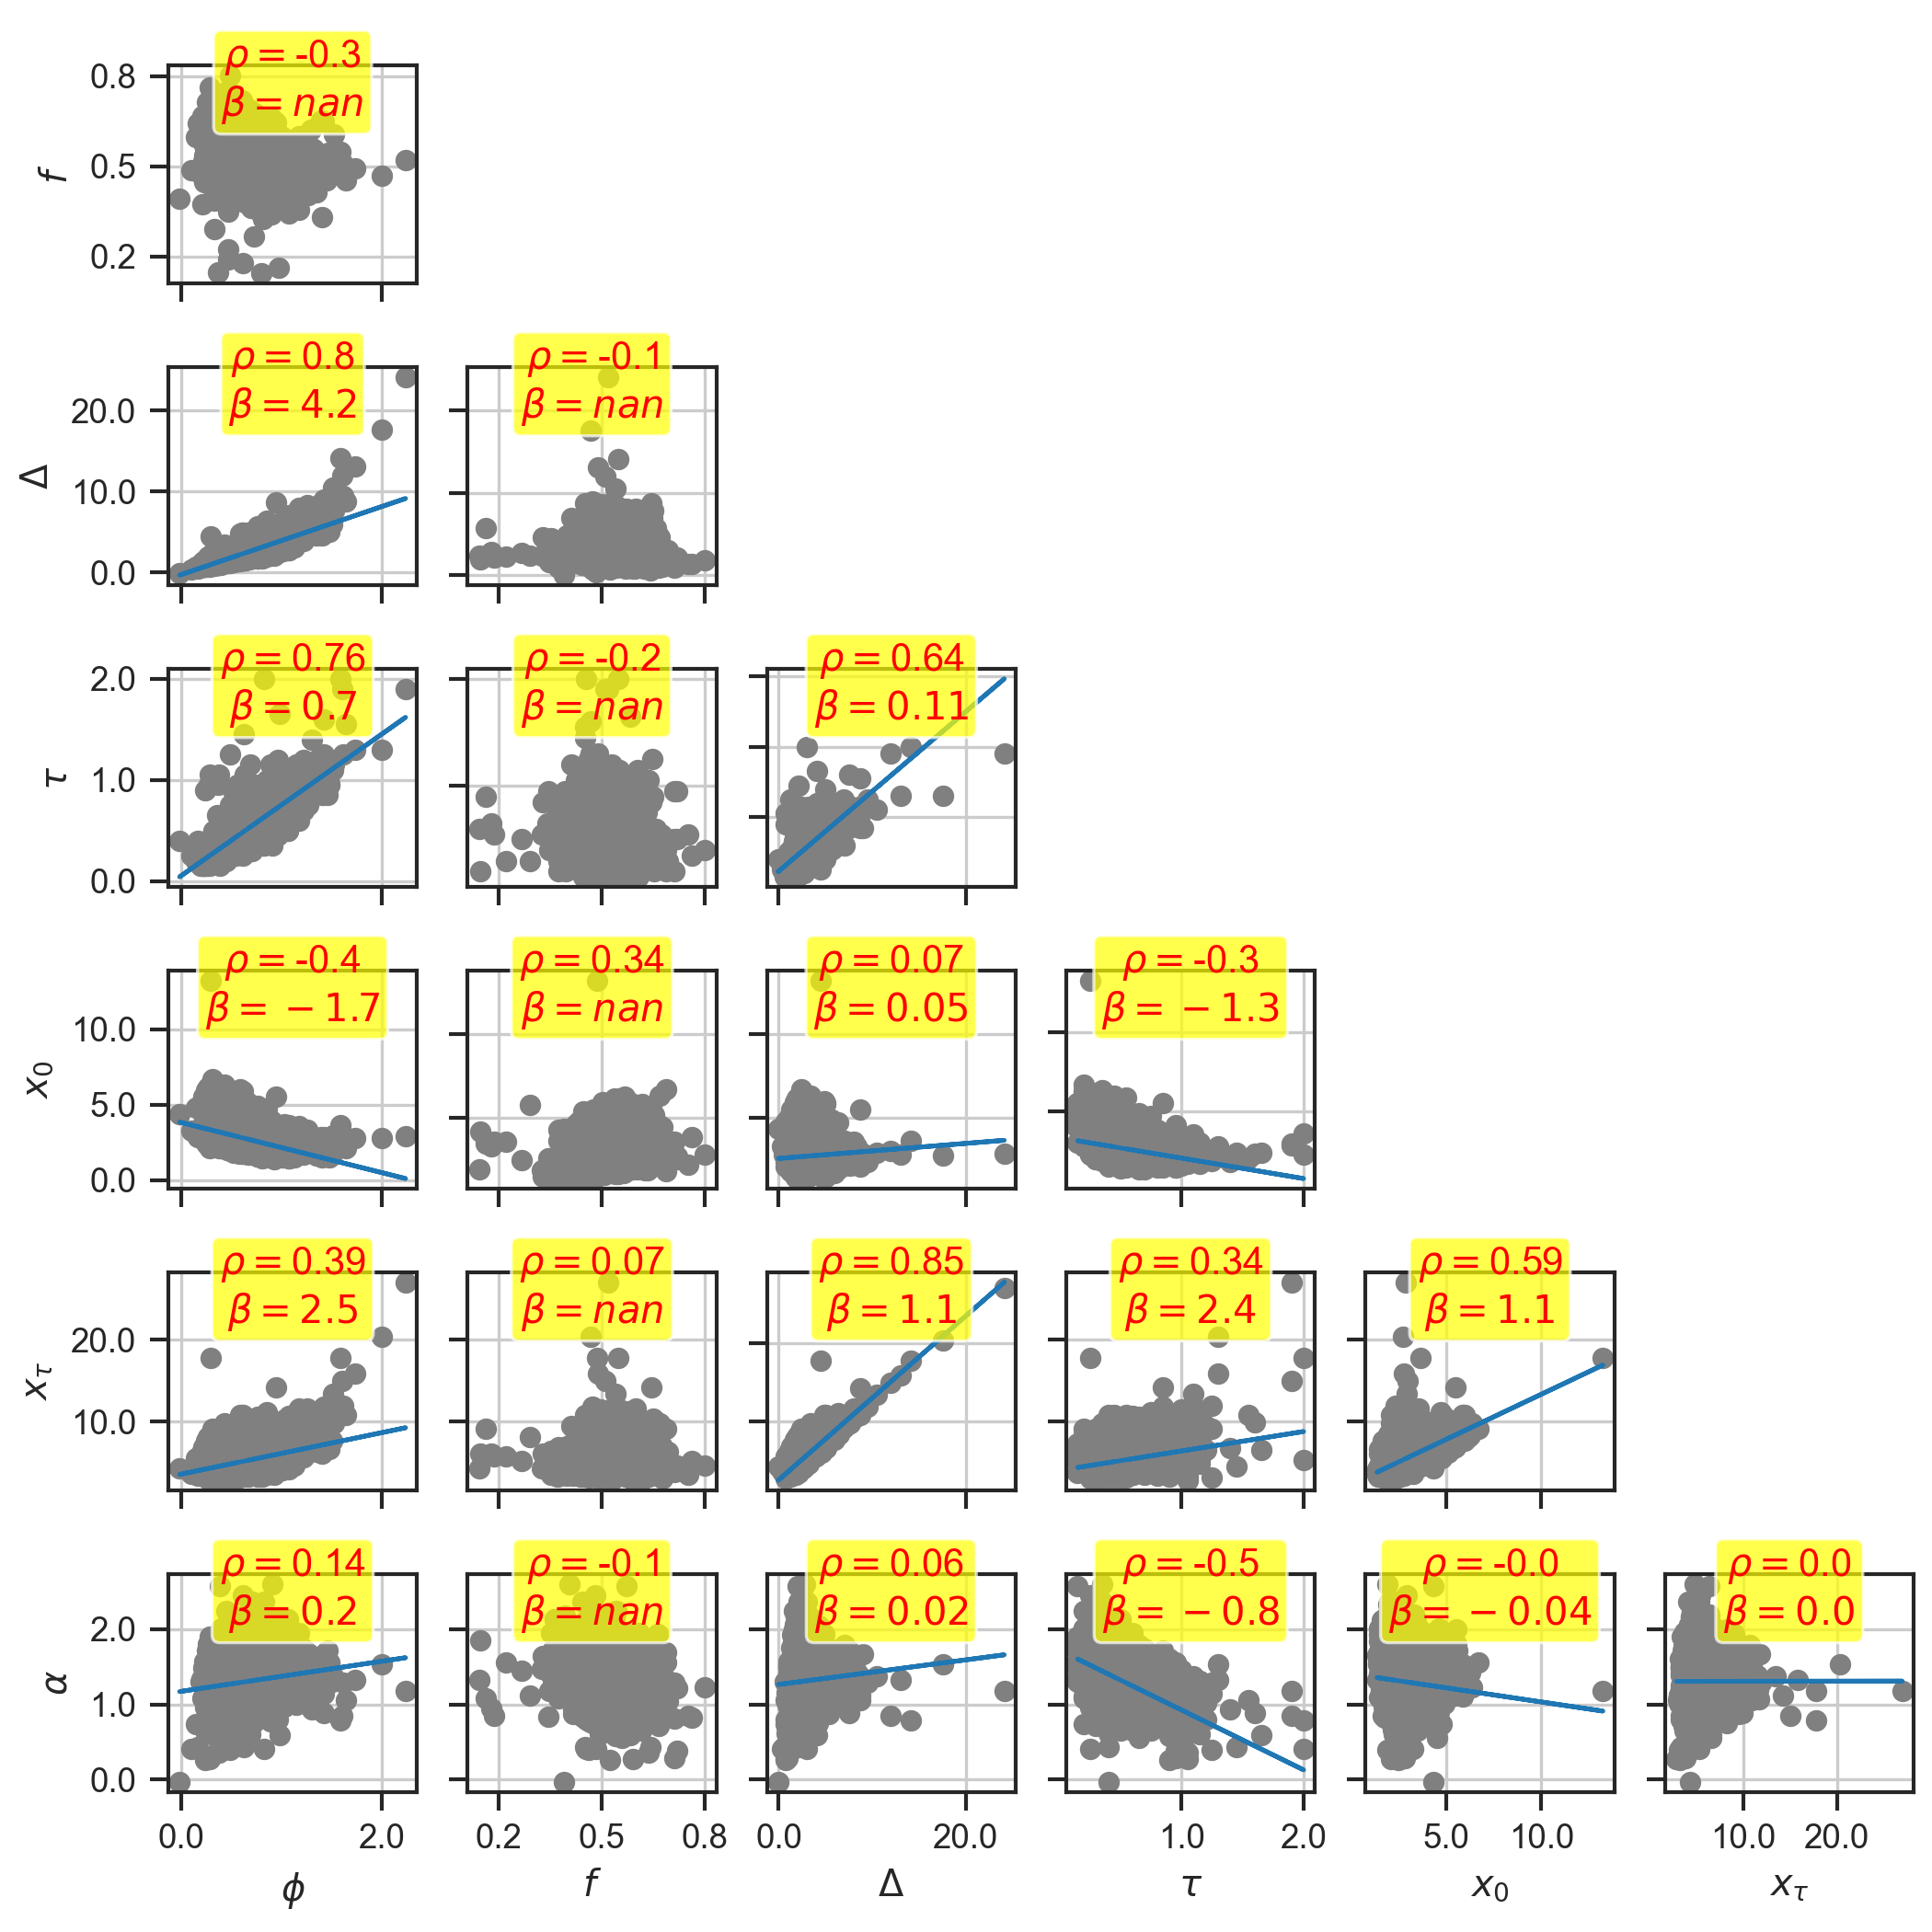 ρ = -0.3
β = nan
0.8
0.5
0.2
f
ρ = 0.8
β = 4.2
ρ = -0.1
β = nan
20.0
10.0
0.0
Δ
ρ = 0.76
β = 0.7
ρ = -0.2
β = nan
ρ = 0.64
β = 0.11
2.0
1.0
0.0
τ
ρ = -0.4
β = −1.7
ρ = 0.34
β = nan
ρ = 0.07
β = 0.05
ρ = -0.3
β = −1.3
10.0
5.0
0.0
x₀
ρ = 0.39
β = 2.5
ρ = 0.07
β = nan
ρ = 0.85
β = 1.1
ρ = 0.34
β = 2.4
ρ = 0.59
β = 1.1
20.0
10.0
x_τ
ρ = 0.14
β = 0.2
ρ = -0.1
β = nan
ρ = 0.06
β = 0.02
ρ = -0.5
β = −0.8
ρ = -0.0
β = −0.04
ρ = 0.0
β = 0.0
2.0
1.0
0.0
α
0.0 2.0
0.2 0.5 0.8
0.0 20.0
1.0 2.0
5.0 10.0
10.0 20.0
ϕ
f
Δ
τ
x₀
x_τ